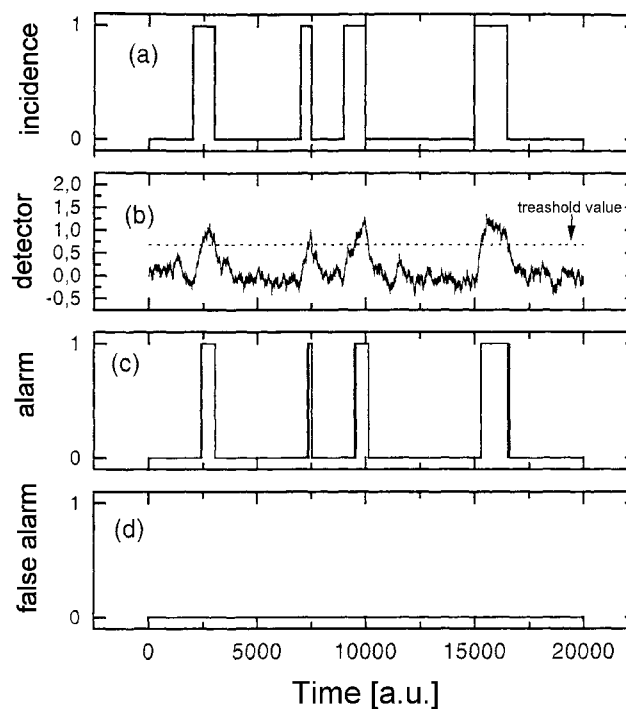 incidence
1
0
(a)
detector
2,0
1,5
1,0
0,5
0,0
-0,5
(b)
treashold value
alarm
1
0
(c)
false alarm
1
0
(d)
0 5000 10000 15000 20000
Time [a.u.]